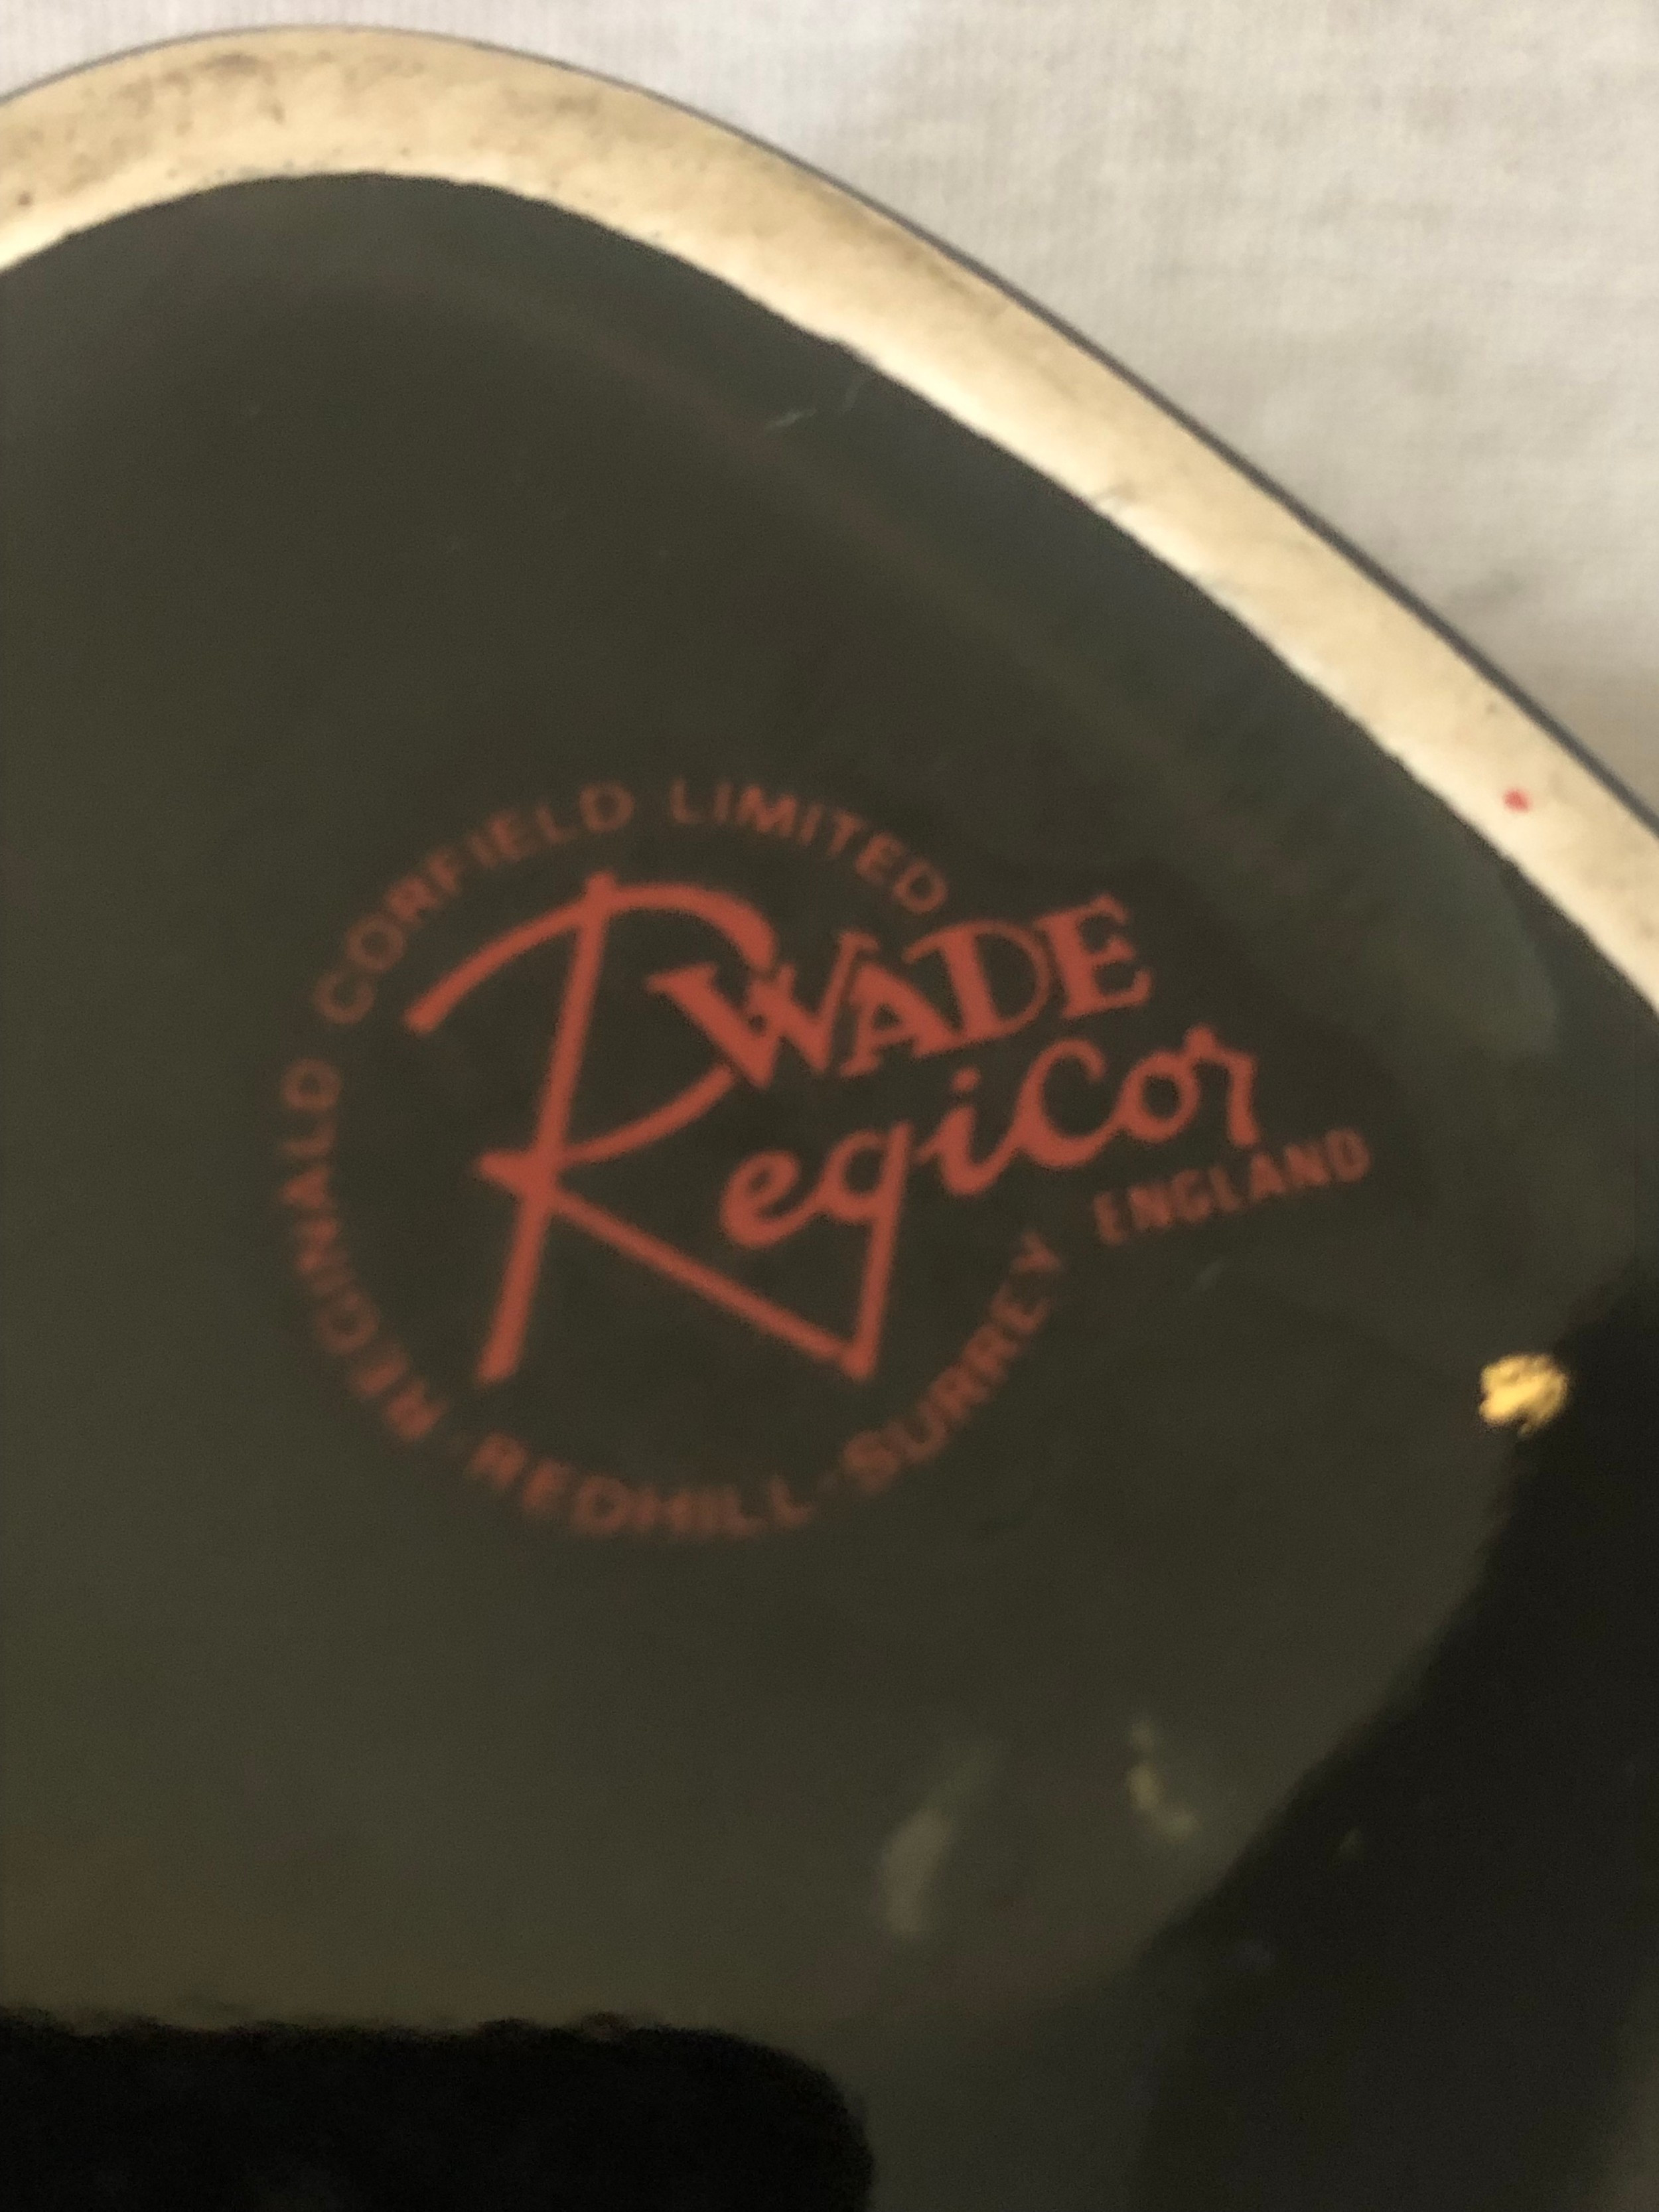 REGINALD CORFIELD LIMITED
WADE
RegiCor
REDHILL · SURREY
ENGLAND